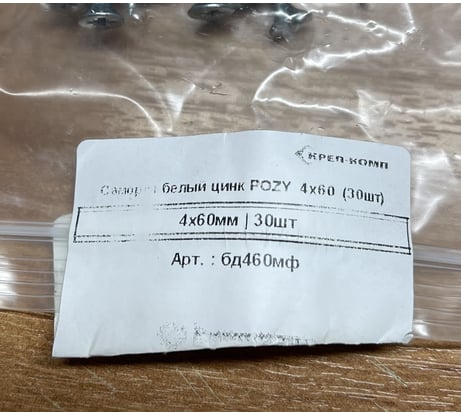 КРЕП-КОМП
Саморез белый цинк POZY 4x60 (30шт)
4x60мм | 30шт
Арт. : бд460мф